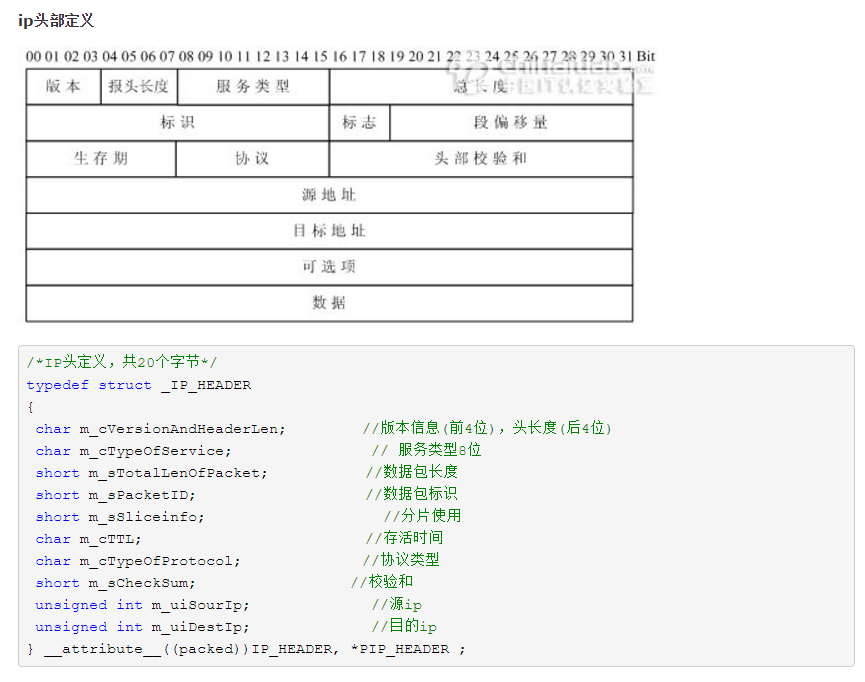 ip头部定义
00 01 02 03 04 05 06 07 08 09 10 11 12 13 14 15 16 17 18 19 20 21 22 23 24 25 26 27 28 29 30 31 Bit
版本 报头长度 服务类型 总长度
标识 标志 段偏移量
生存期 协议 头部校验和
源地址
目标地址
可选项
数据
/*IP头定义，共20个字节*/
typedef struct _IP_HEADER
{
char m_cVersionAndHeaderLen; //版本信息(前4位)，头长度(后4位)
char m_cTypeOfService; // 服务类型8位
short m_sTotalLenOfPacket; //数据包长度
short m_sPacketID; //数据包标识
short m_sSliceinfo; //分片使用
char m_cTTL; //存活时间
char m_cTypeOfProtocol; //协议类型
short m_sCheckSum; //校验和
unsigned int m_uiSourIp; //源ip
unsigned int m_uiDestIp; //目的ip
} __attribute__((packed))IP_HEADER, *PIP_HEADER ;